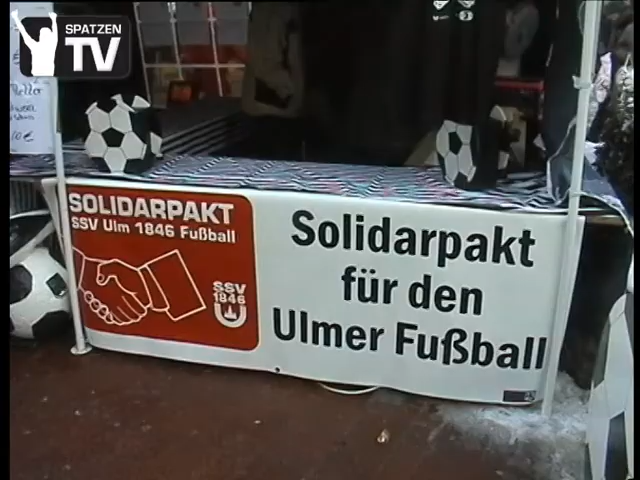 SPATZEN
TV
SOLIDARPAKT
SSV Ulm 1846 Fußball
SSV
1846
U
Solidarpakt
für den
Ulmer Fußball